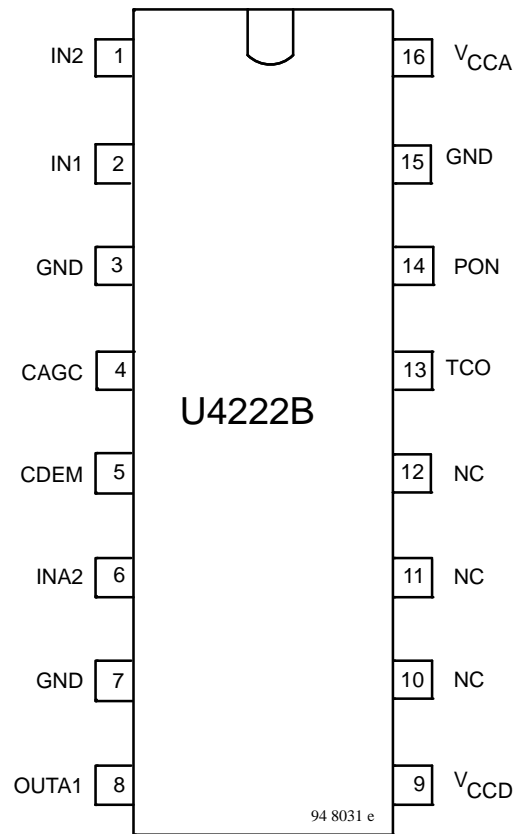 IN2 1 16 VCCA
IN1 2 15 GND
GND 3 14 PON
CAGC 4 13 TCO
U4222B
CDEM 5 12 NC
INA2 6 11 NC
GND 7 10 NC
OUTA1 8 9 VCCD
94 8031 e